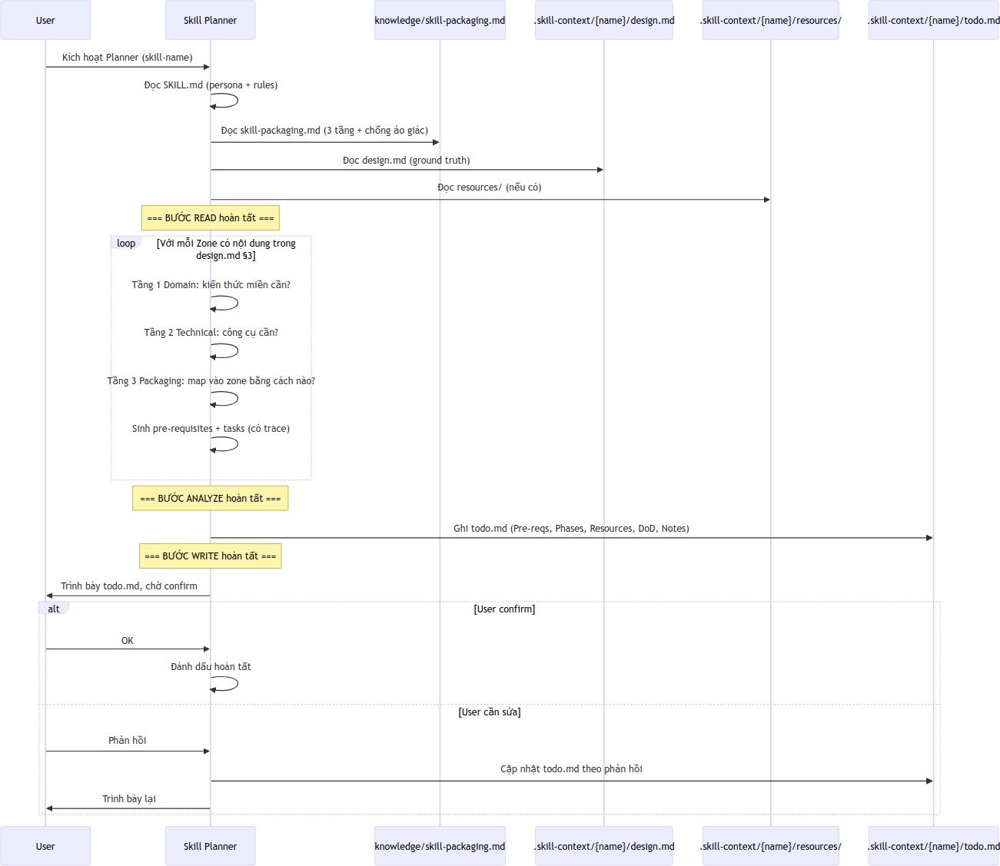 User
Skill Planner
knowledge/skill-packaging.md
.skill-context/{name}/design.md
.skill-context/{name}/resources/
.skill-context/{name}/todo.md
Kích hoạt Planner (skill-name)
Đọc SKILL.md (persona + rules)
Đọc skill-packaging.md (3 tầng + chống ảo giác)
Đọc design.md (ground truth)
Đọc resources/ (nếu có)
=== BƯỚC READ hoàn tất ===
loop
[Với mỗi Zone có nội dung trong
design.md §3]
Tầng 1 Domain: kiến thức miền cần?
Tầng 2 Technical: công cụ cần?
Tầng 3 Packaging: map vào zone bằng cách nào?
Sinh pre-requisites + tasks (có trace)
=== BƯỚC ANALYZE hoàn tất ===
Ghi todo.md (Pre-reqs, Phases, Resources, DoD, Notes)
=== BƯỚC WRITE hoàn tất ===
Trình bày todo.md, chờ confirm
alt
[User confirm]
OK
Đánh dấu hoàn tất
[User cần sửa]
Phản hồi
Cập nhật todo.md theo phản hồi
Trình bày lại
User
Skill Planner
knowledge/skill-packaging.md
.skill-context/{name}/design.md
.skill-context/{name}/resources/
.skill-context/{name}/todo.md